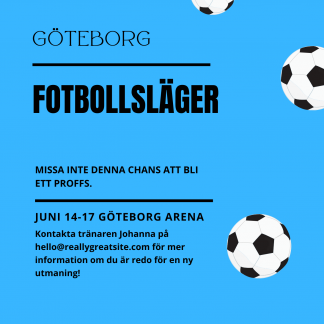 GÖTEBORG
FOTBOLLSLÄGER
MISSA INTE DENNA CHANS ATT BLI
ETT PROFFS.
JUNI 14-17 GÖTEBORG ARENA
Kontakta tränaren Johanna på
hello@reallygreatsite.com för mer
information om du är redo för en ny
utmaning!